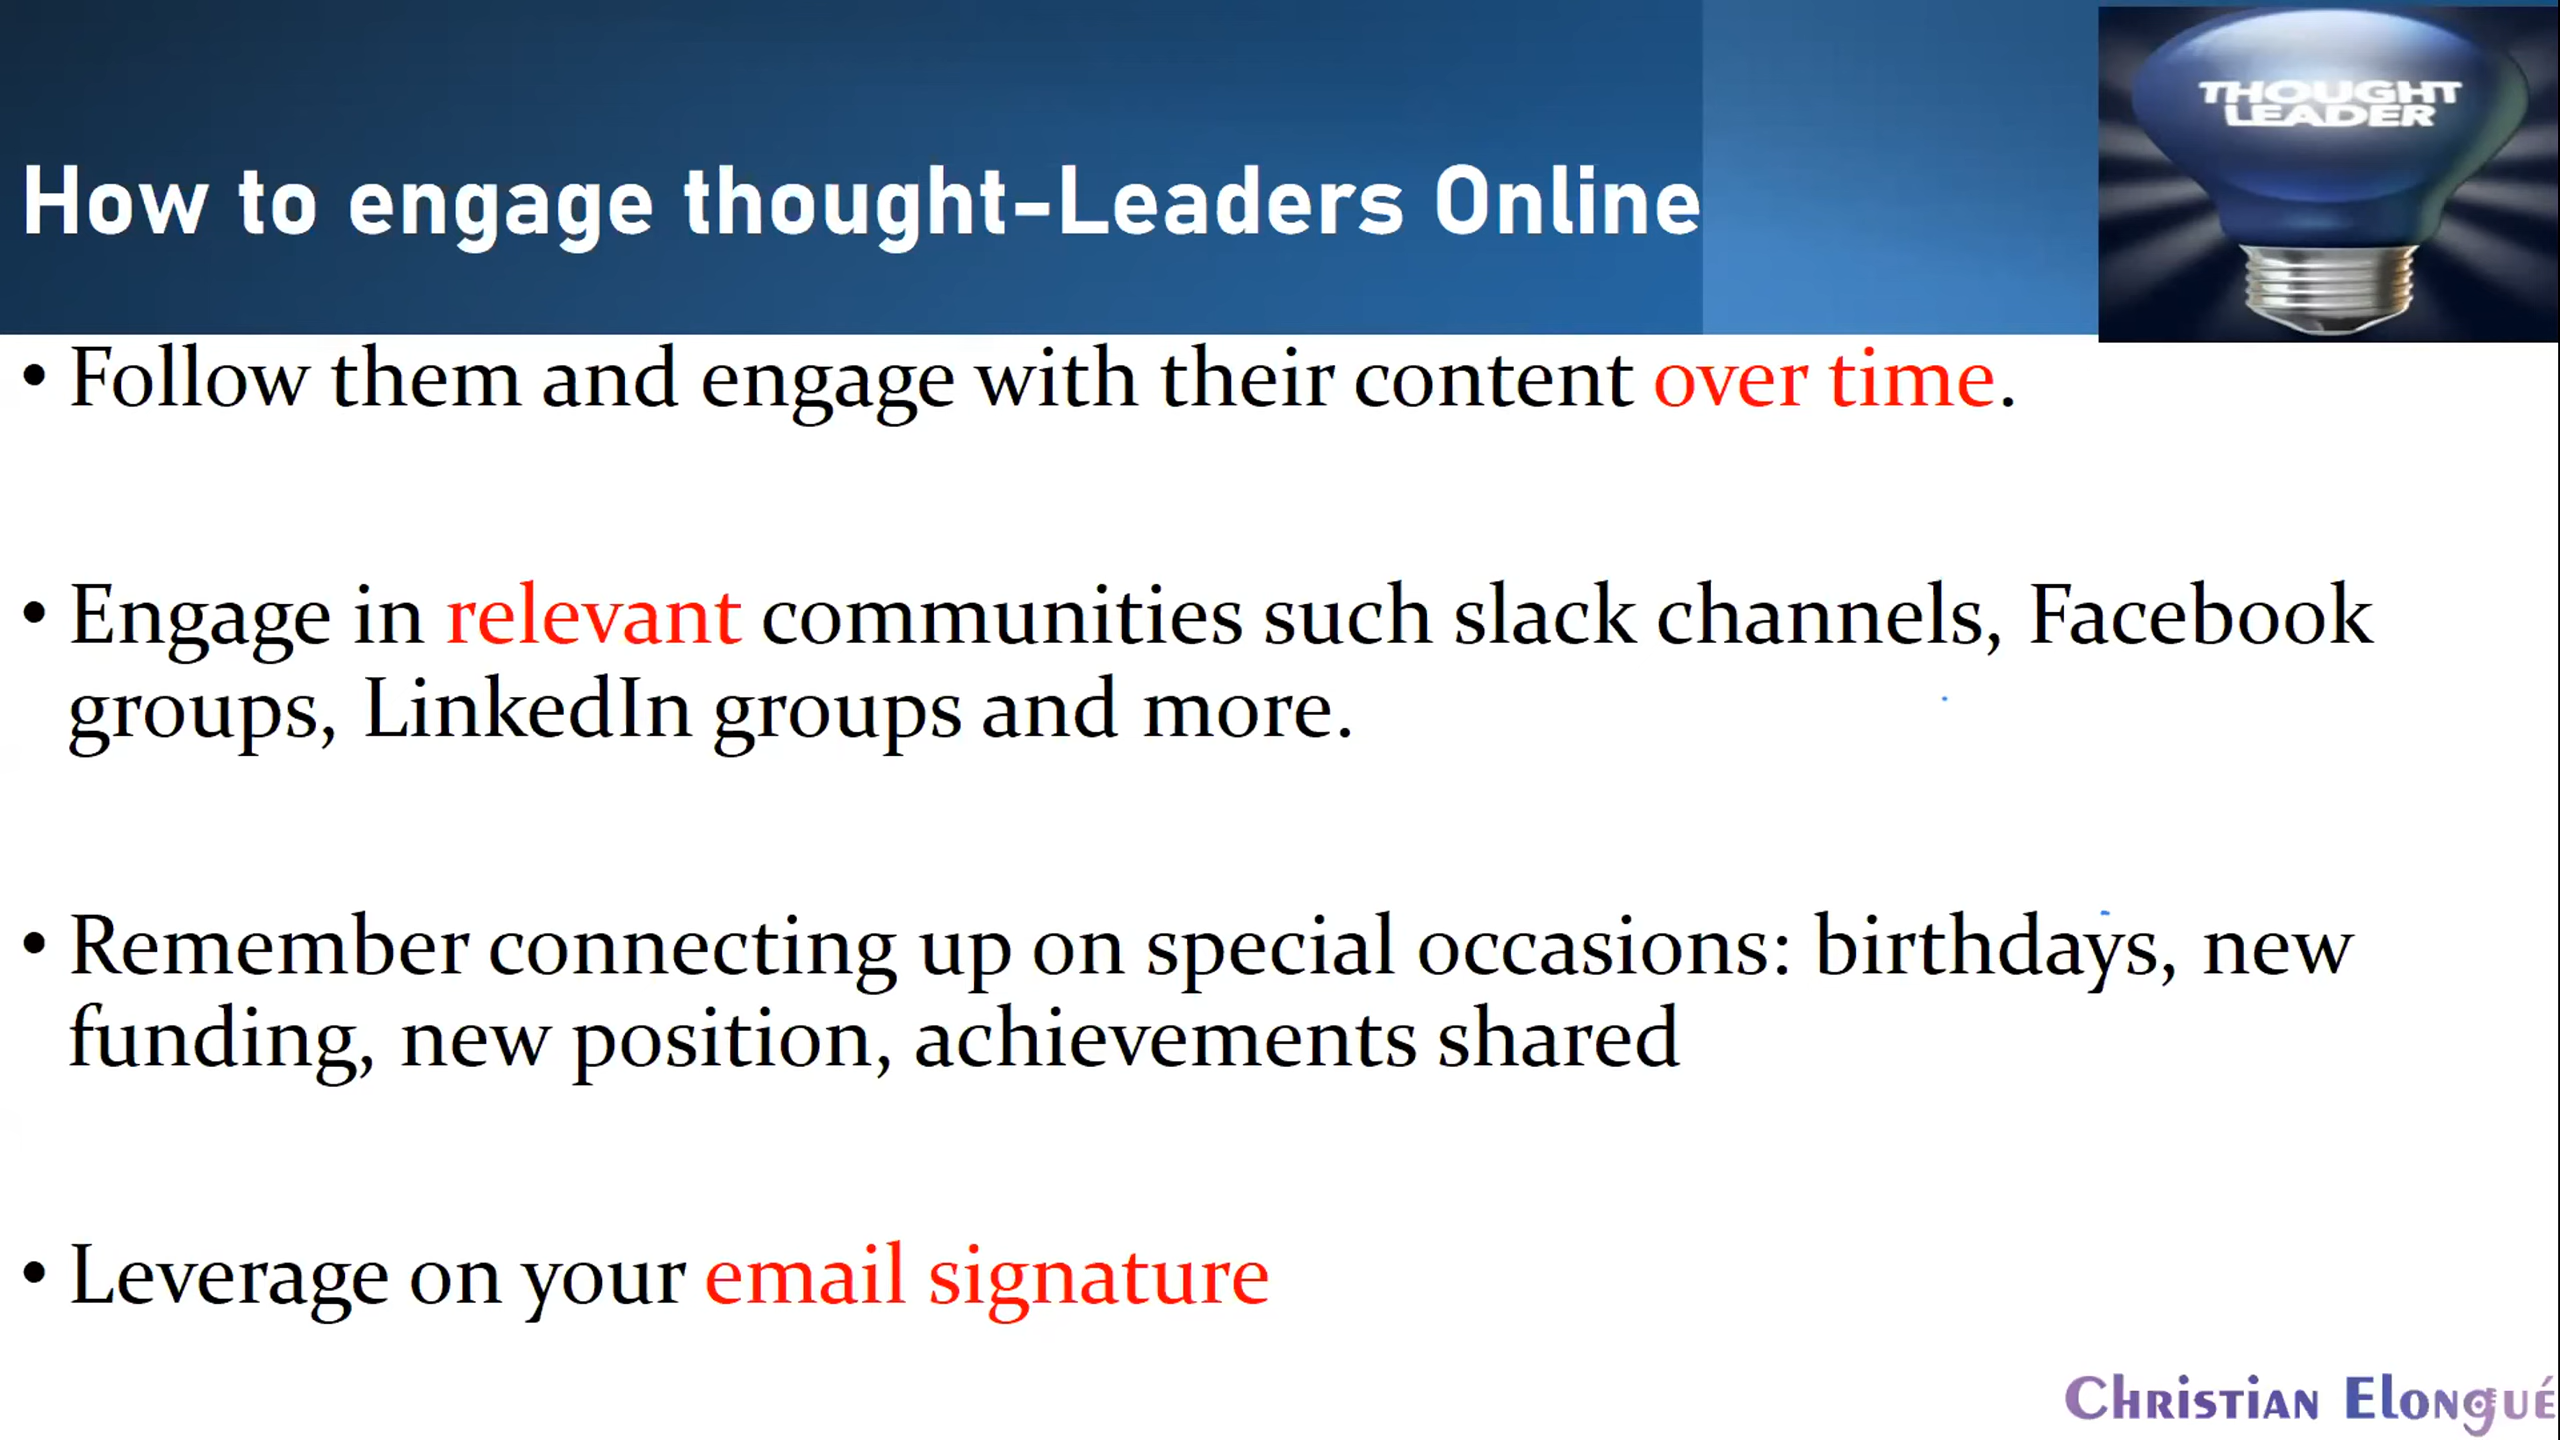 THOUGHT
LEADER
How to engage thought-Leaders Online
• Follow them and engage with their content over time.
• Engage in relevant communities such slack channels, Facebook
groups, LinkedIn groups and more.
• Remember connecting up on special occasions: birthdays, new
funding, new position, achievements shared
• Leverage on your email signature
Christian Elongué